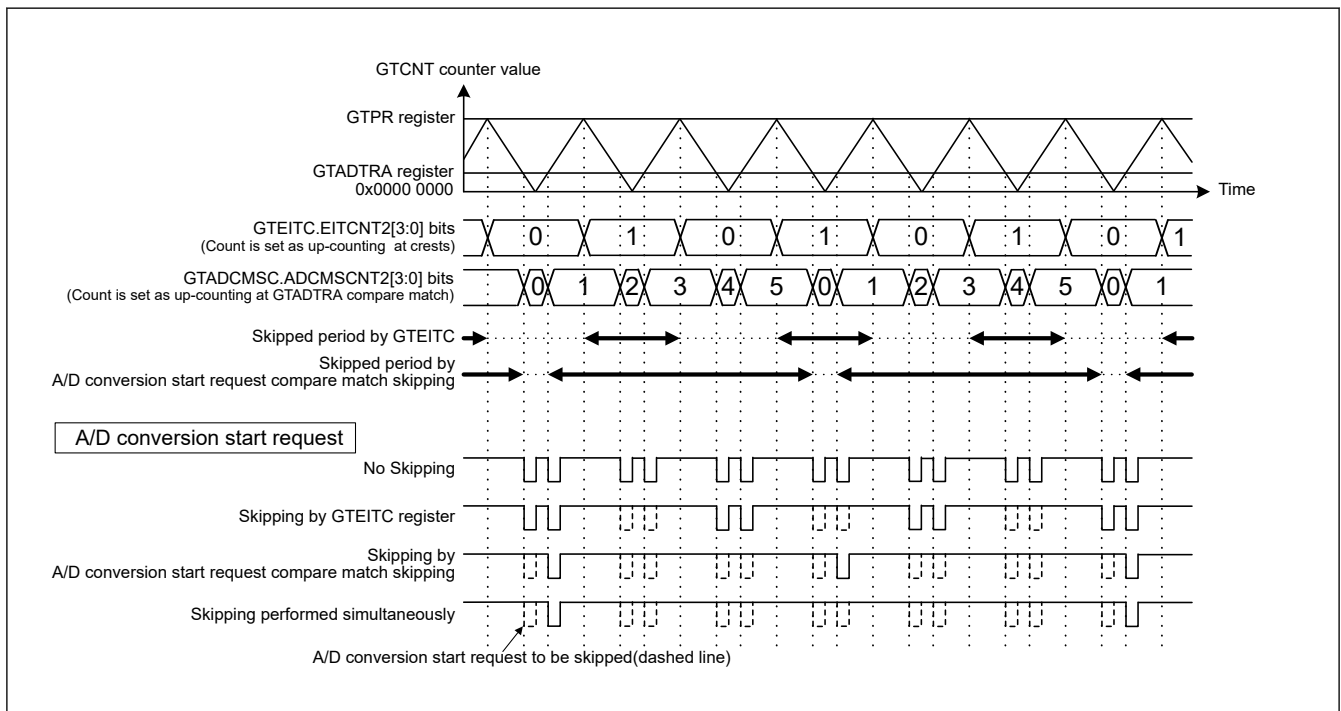 GTCNT counter value
GTPR register
GTADTRA register
0x0000 0000
Time
GTEITC.EITCNT2[3:0] bits
(Count is set as up-counting at crests)
0 1 0 1 0 1 0 1
GTADCMSC.ADCMSCNT2[3:0] bits
(Count is set as up-counting at GTADTRA compare match)
0 1 2 3 4 5 0 1 2 3 4 5 0 1
Skipped period by GTEITC
Skipped period by
A/D conversion start request compare match skipping
A/D conversion start request
No Skipping
Skipping by GTEITC register
Skipping by
A/D conversion start request compare match skipping
Skipping performed simultaneously
A/D conversion start request to be skipped(dashed line)